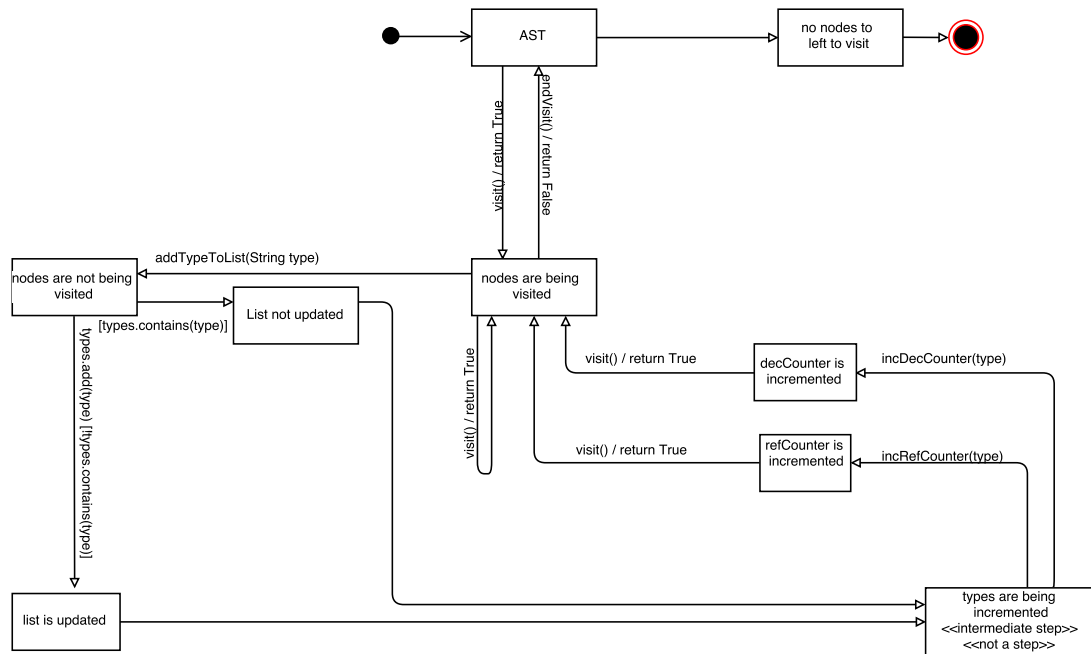 AST
no nodes to
left to visit
visit() / return True
endVisit() / return False
addTypeToList(String type)
nodes are not being
visited
nodes are being
visited
List not updated
[types.contains(type)]
types.add(type) [!types.contains(type)]
visit() / return True
visit() / return True
decCounter is
incremented
incDecCounter(type)
visit() / return True
refCounter is
incremented
incRefCounter(type)
list is updated
types are being
incremented
<<intermediate step>>
<<not a step>>